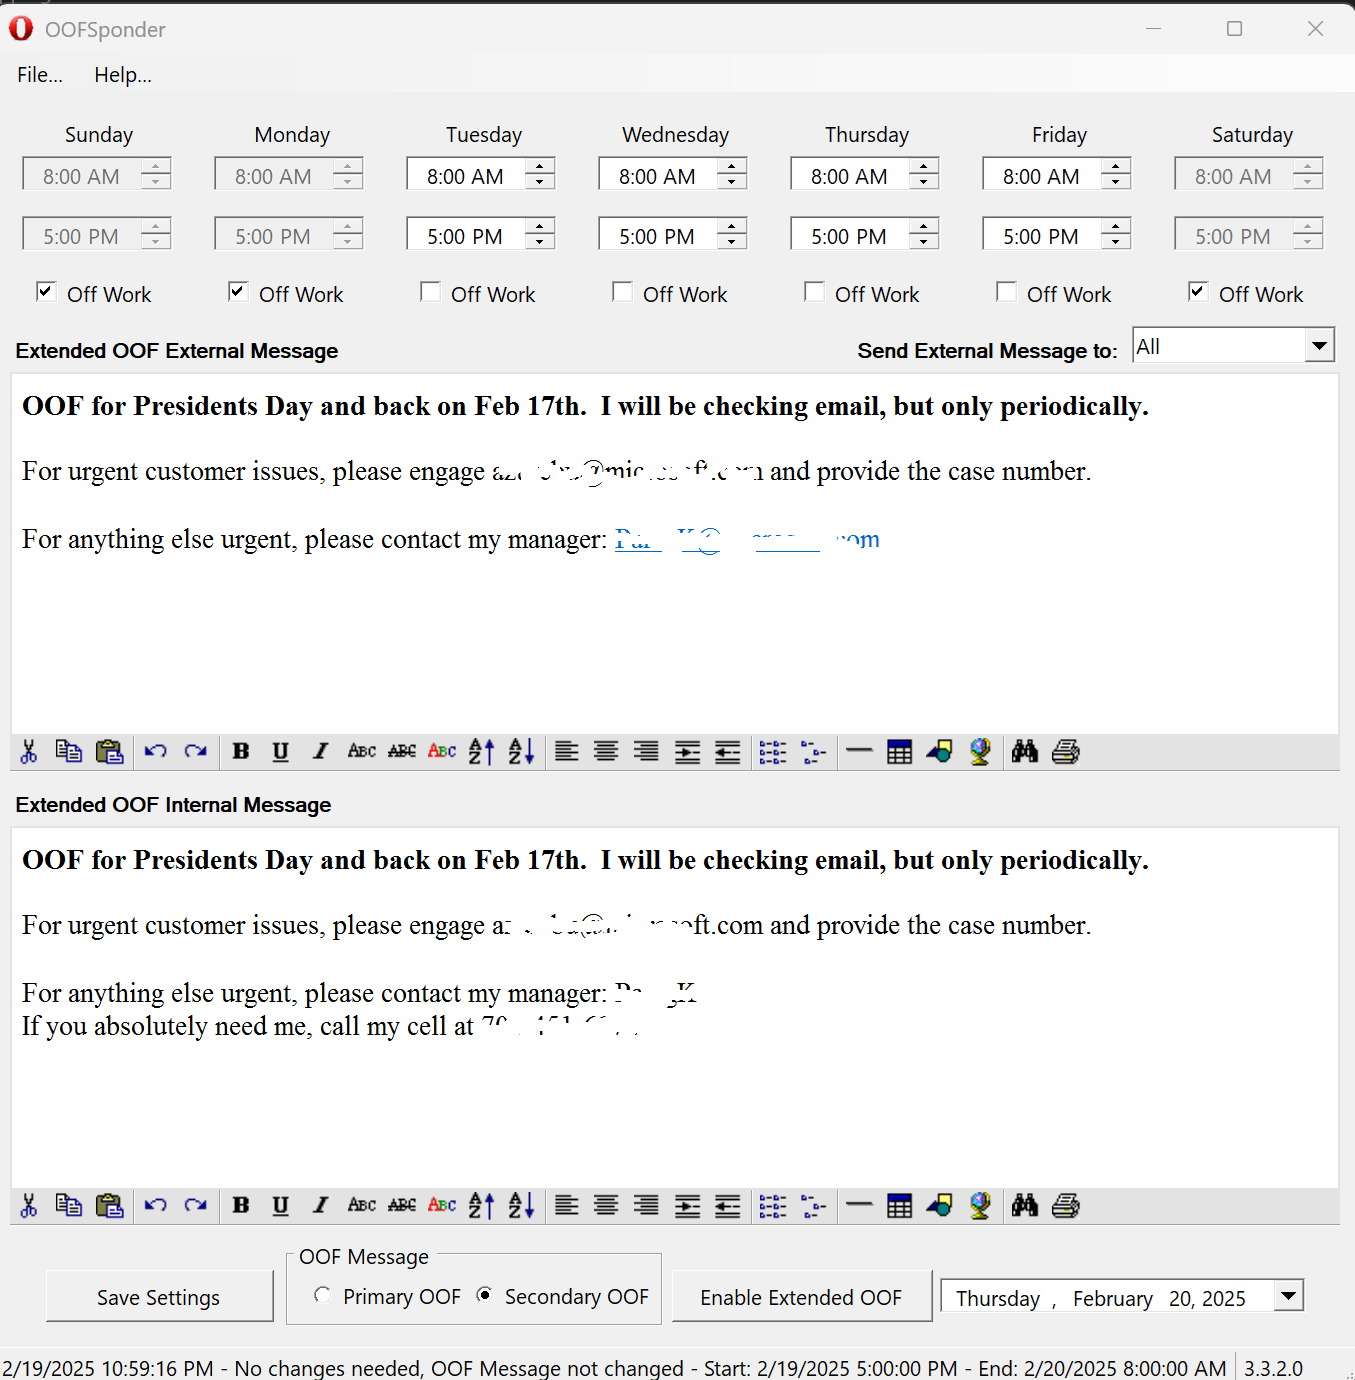 OOFSponder
File... Help...
Sunday Monday Tuesday Wednesday Thursday Friday Saturday
8:00 AM 8:00 AM 8:00 AM 8:00 AM 8:00 AM 8:00 AM 8:00 AM
5:00 PM 5:00 PM 5:00 PM 5:00 PM 5:00 PM 5:00 PM 5:00 PM
Off Work Off Work Off Work Off Work Off Work Off Work Off Work
Extended OOF External Message Send External Message to: All
OOF for Presidents Day and back on Feb 17th. I will be checking email, but only periodically.
For urgent customer issues, please engage and provide the case number.
For anything else urgent, please contact my manager:
B U I ABC ABC ABC AZ AZ
Extended OOF Internal Message
OOF for Presidents Day and back on Feb 17th. I will be checking email, but only periodically.
For urgent customer issues, please engage and provide the case number.
For anything else urgent, please contact my manager:
If you absolutely need me, call my cell at
B U I ABC ABC ABC AZ AZ
OOF Message
Save Settings Primary OOF Secondary OOF Enable Extended OOF Thursday , February 20, 2025
2/19/2025 10:59:16 PM - No changes needed, OOF Message not changed - Start: 2/19/2025 5:00:00 PM - End: 2/20/2025 8:00:00 AM 3.3.2.0